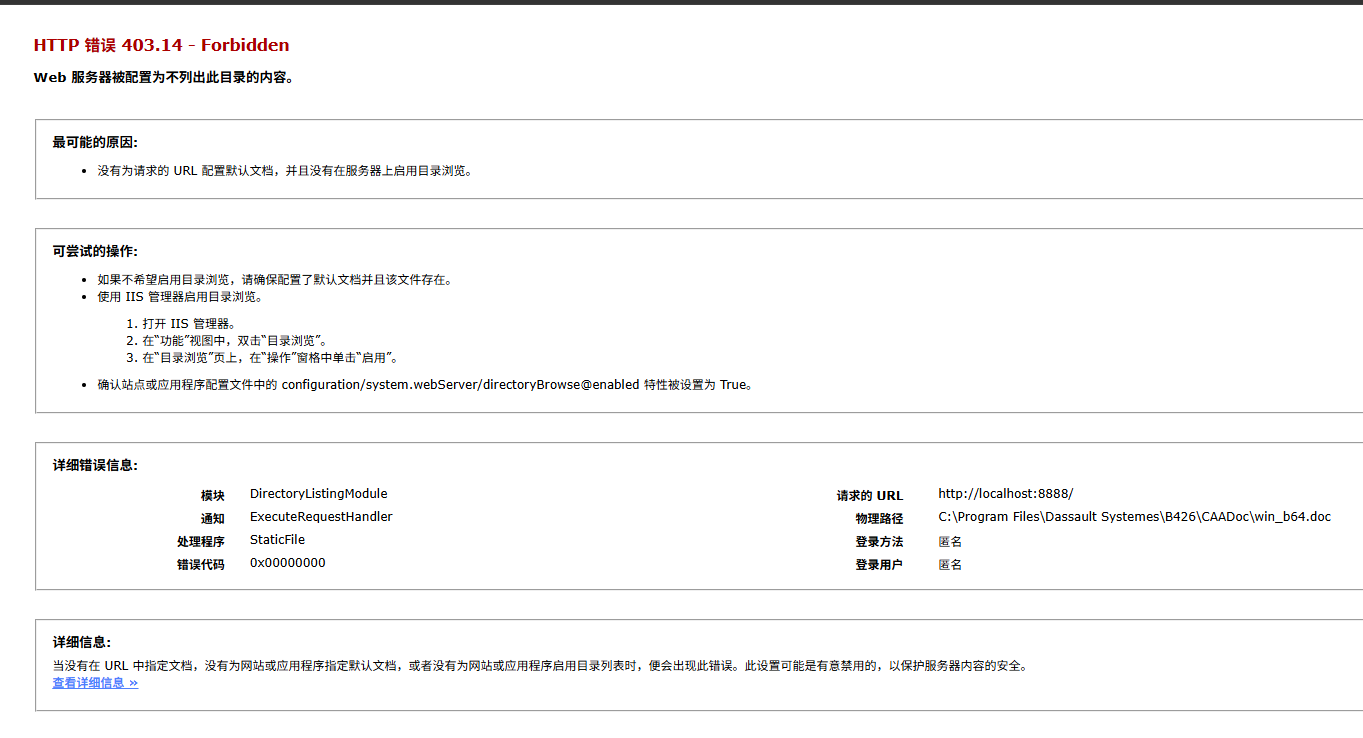 HTTP 错误 403.14 - Forbidden
Web 服务器被配置为不列出此目录的内容。
最可能的原因:
• 没有为请求的 URL 配置默认文档，并且没有在服务器上启用目录浏览。
可尝试的操作:
• 如果不希望启用目录浏览，请确保配置了默认文档并且该文件存在。
• 使用 IIS 管理器启用目录浏览。
1. 打开 IIS 管理器。
2. 在“功能”视图中，双击“目录浏览”。
3. 在“目录浏览”页上，在“操作”窗格中单击“启用”。
• 确认站点或应用程序配置文件中的 configuration/system.webServer/directoryBrowse@enabled 特性被设置为 True。
详细错误信息:
模块 DirectoryListingModule
通知 ExecuteRequestHandler
处理程序 StaticFile
错误代码 0x00000000
请求的 URL http://localhost:8888/
物理路径 C:\Program Files\Dassault Systemes\B426\CAADoc\win_b64.doc
登录方法 匿名
登录用户 匿名
详细信息:
当没有在 URL 中指定文档，没有为网站或应用程序指定默认文档，或者没有为网站或应用程序启用目录列表时，便会出现此错误。此设置可能是有意禁用的，以保护服务器内容的安全。
查看详细信息 »